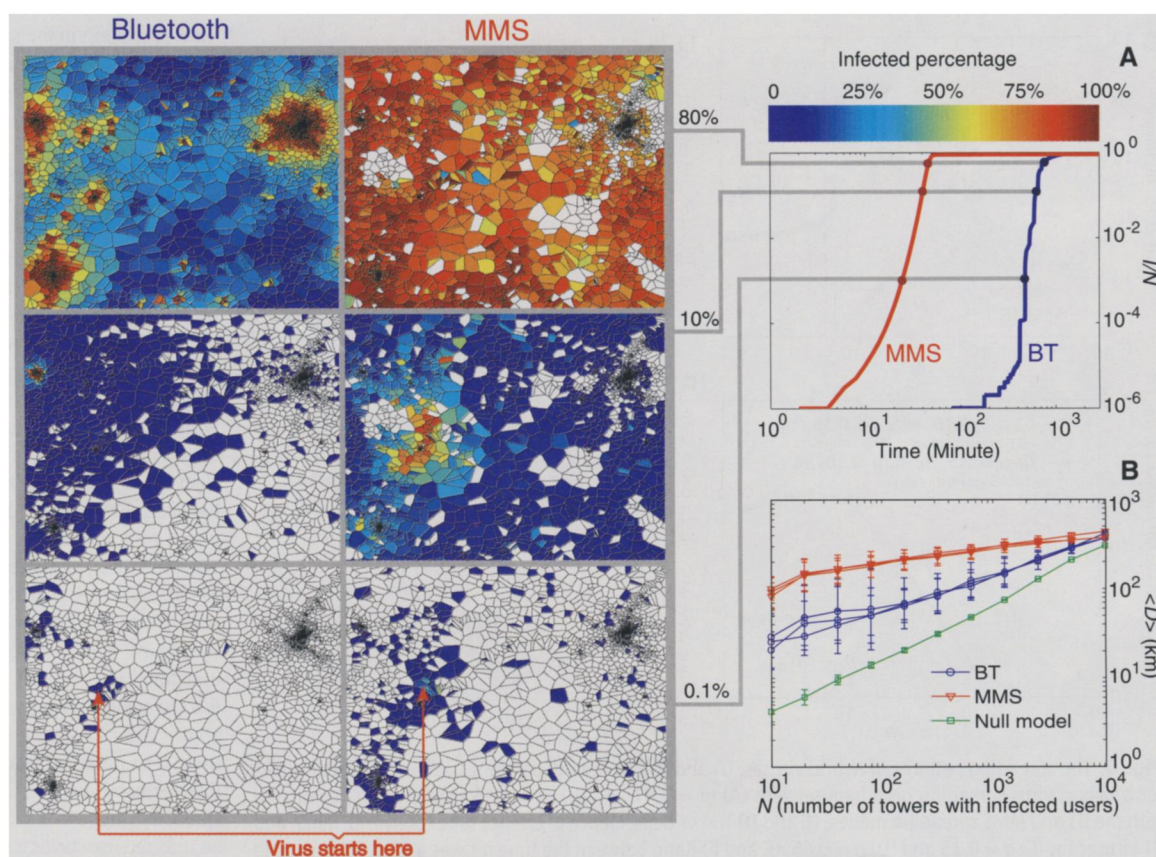 Bluetooth
MMS
80%
10%
0.1%
Virus starts here
A
Infected percentage
0 25% 50% 75% 100%
10^0
10^-2
10^-4
10^-6
I/N
MMS
BT
10^0 10^1 10^2 10^3
Time (Minute)
B
10^3
10^2
10^1
10^0
<D> (km)
BT
MMS
Null model
10^1 10^2 10^3 10^4
N (number of towers with infected users)